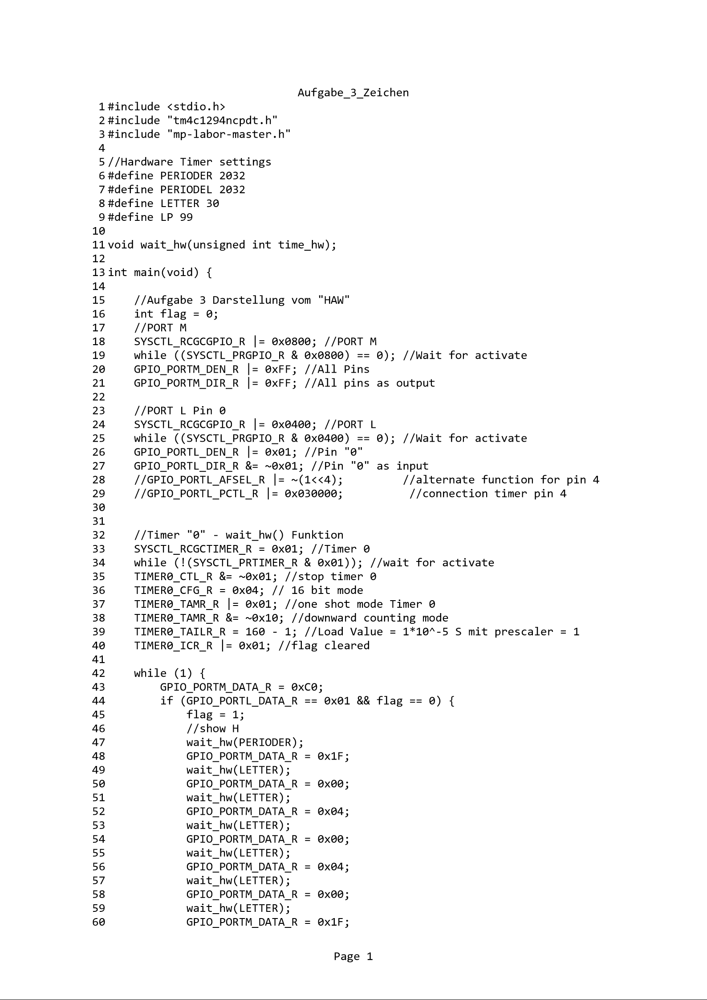 Aufgabe_3_Zeichen
1 #include <stdio.h>
2 #include "tm4c1294ncpdt.h"
3 #include "mp-labor-master.h"
4
5 //Hardware Timer settings
6 #define PERIODER 2032
7 #define PERIODEL 2032
8 #define LETTER 30
9 #define LP 99
10
11 void wait_hw(unsigned int time_hw);
12
13 int main(void) {
14
15     //Aufgabe 3 Darstellung vom "HAW"
16     int flag = 0;
17     //PORT M
18     SYSCTL_RCGCGPIO_R |= 0x0800; //PORT M
19     while ((SYSCTL_PRGPIO_R & 0x0800) == 0); //Wait for activate
20     GPIO_PORTM_DEN_R |= 0xFF; //All Pins
21     GPIO_PORTM_DIR_R |= 0xFF; //All pins as output
22
23     //PORT L Pin 0
24     SYSCTL_RCGCGPIO_R |= 0x0400; //PORT L
25     while ((SYSCTL_PRGPIO_R & 0x0400) == 0); //Wait for activate
26     GPIO_PORTL_DEN_R |= 0x01; //Pin "0"
27     GPIO_PORTL_DIR_R &= ~0x01; //Pin "0" as input
28     //GPIO_PORTL_AFSEL_R |= ~(1<<4);         //alternate function for pin 4
29     //GPIO_PORTL_PCTL_R |= 0x030000;          //connection timer pin 4
30
31
32     //Timer "0" - wait_hw() Funktion
33     SYSCTL_RCGCTIMER_R = 0x01; //Timer 0
34     while (!(SYSCTL_PRTIMER_R & 0x01)); //wait for activate
35     TIMER0_CTL_R &= ~0x01; //stop timer 0
36     TIMER0_CFG_R = 0x04; // 16 bit mode
37     TIMER0_TAMR_R |= 0x01; //one shot mode Timer 0
38     TIMER0_TAMR_R &= ~0x10; //downward counting mode
39     TIMER0_TAILR_R = 160 - 1; //Load Value = 1*10^-5 S mit prescaler = 1
40     TIMER0_ICR_R |= 0x01; //flag cleared
41
42     while (1) {
43         GPIO_PORTM_DATA_R = 0xC0;
44         if (GPIO_PORTL_DATA_R == 0x01 && flag == 0) {
45             flag = 1;
46             //show H
47             wait_hw(PERIODER);
48             GPIO_PORTM_DATA_R = 0x1F;
49             wait_hw(LETTER);
50             GPIO_PORTM_DATA_R = 0x00;
51             wait_hw(LETTER);
52             GPIO_PORTM_DATA_R = 0x04;
53             wait_hw(LETTER);
54             GPIO_PORTM_DATA_R = 0x00;
55             wait_hw(LETTER);
56             GPIO_PORTM_DATA_R = 0x04;
57             wait_hw(LETTER);
58             GPIO_PORTM_DATA_R = 0x00;
59             wait_hw(LETTER);
60             GPIO_PORTM_DATA_R = 0x1F;
Page 1